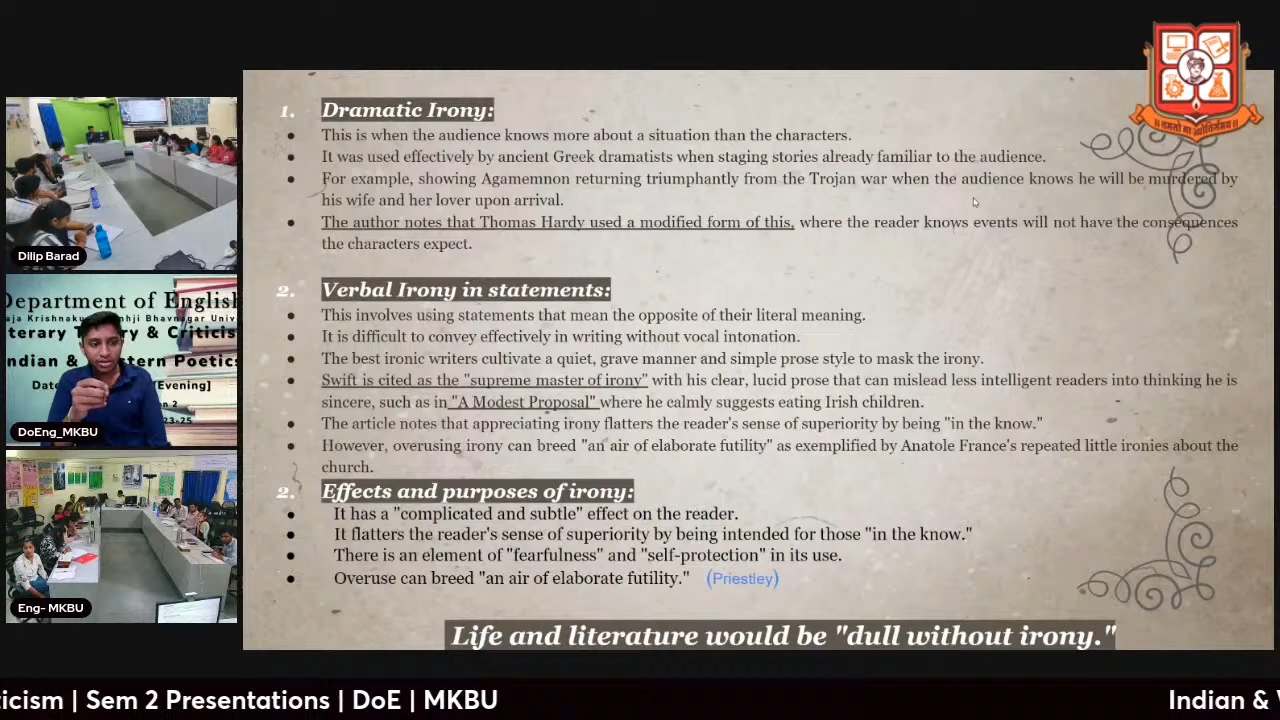 1. Dramatic Irony:
● This is when the audience knows more about a situation than the characters.
● It was used effectively by ancient Greek dramatists when staging stories already familiar to the audience.
● For example, showing Agamemnon returning triumphantly from the Trojan war when the audience knows he will be murdered by
his wife and her lover upon arrival.
● The author notes that Thomas Hardy used a modified form of this, where the reader knows events will not have the consequences
the characters expect.
2. Verbal Irony in statements:
● This involves using statements that mean the opposite of their literal meaning.
● It is difficult to convey effectively in writing without vocal intonation.
● The best ironic writers cultivate a quiet, grave manner and simple prose style to mask the irony.
● Swift is cited as the "supreme master of irony" with his clear, lucid prose that can mislead less intelligent readers into thinking he is
sincere, such as in "A Modest Proposal" where he calmly suggests eating Irish children.
● The article notes that appreciating irony flatters the reader's sense of superiority by being "in the know."
● However, overusing irony can breed "an air of elaborate futility" as exemplified by Anatole France's repeated little ironies about the
church.
2. Effects and purposes of irony:
● It has a "complicated and subtle" effect on the reader.
● It flatters the reader's sense of superiority by being intended for those "in the know."
● There is an element of "fearfulness" and "self-protection" in its use.
● Overuse can breed "an air of elaborate futility." (Priestley)
Life and literature would be "dull without irony."
Dilip Barad
Department of English
Krishnaku
Bhavnagar Univ
& Criticis
Indian &
Poetics
Date
[Evening]
23-25
DoEng_MKBU
Eng- MKBU
ticism | Sem 2 Presentations | DoE | MKBU
Indian &